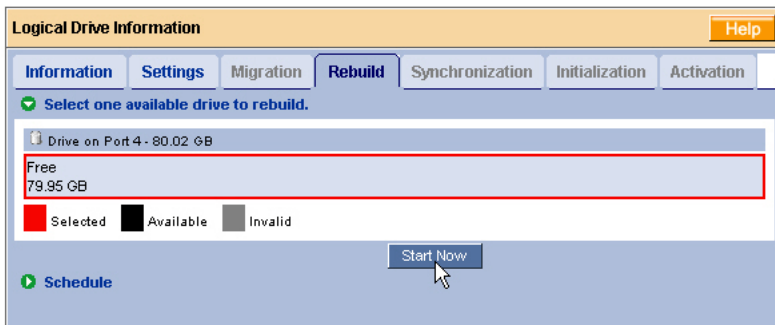 Logical Drive Information
Help
Information Settings Migration Rebuild Synchronization Initialization Activation
Select one available drive to rebuild.
Drive on Port 4 - 80.02 GB
Free
79.95 GB
Selected Available Invalid
Start Now
Schedule